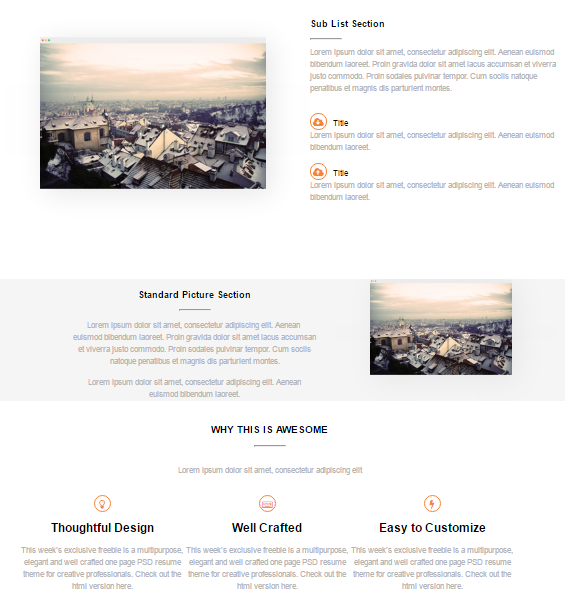 Sub List Section
Lorem ipsum dolor sit amet, consectetur adipiscing elit. Aenean euismod
bibendum laoreet. Proin gravida dolor sit amet lacus accumsan et viverra
justo commodo. Proin sodales pulvinar tempor. Cum sociis natoque
penatibus et magnis dis parturient montes.
Title
Lorem ipsum dolor sit amet, consectetur adipiscing elit. Aenean euismod
bibendum laoreet.
Title
Lorem ipsum dolor sit amet, consectetur adipiscing elit. Aenean euismod
bibendum laoreet.
Standard Picture Section
Lorem ipsum dolor sit amet, consectetur adipiscing elit. Aenean
euismod bibendum laoreet. Proin gravida dolor sit amet lacus accumsan
et viverra justo commodo. Proin sodales pulvinar tempor. Cum sociis
natoque penatibus et magnis dis parturient montes.
Lorem ipsum dolor sit amet, consectetur adipiscing elit. Aenean
euismod bibendum laoreet.
WHY THIS IS AWESOME
Lorem ipsum dolor sit amet, consectetur adipiscing elit
Thoughtful Design
This week's exclusive freebie is a multipurpose,
elegant and well crafted one page PSD resume
theme for creative professionals. Check out the
html version here.
Well Crafted
This week's exclusive freebie is a multipurpose,
elegant and well crafted one page PSD resume
theme for creative professionals. Check out the
html version here.
Easy to Customize
This week's exclusive freebie is a multipurpose,
elegant and well crafted one page PSD resume
theme for creative professionals. Check out the
html version here.